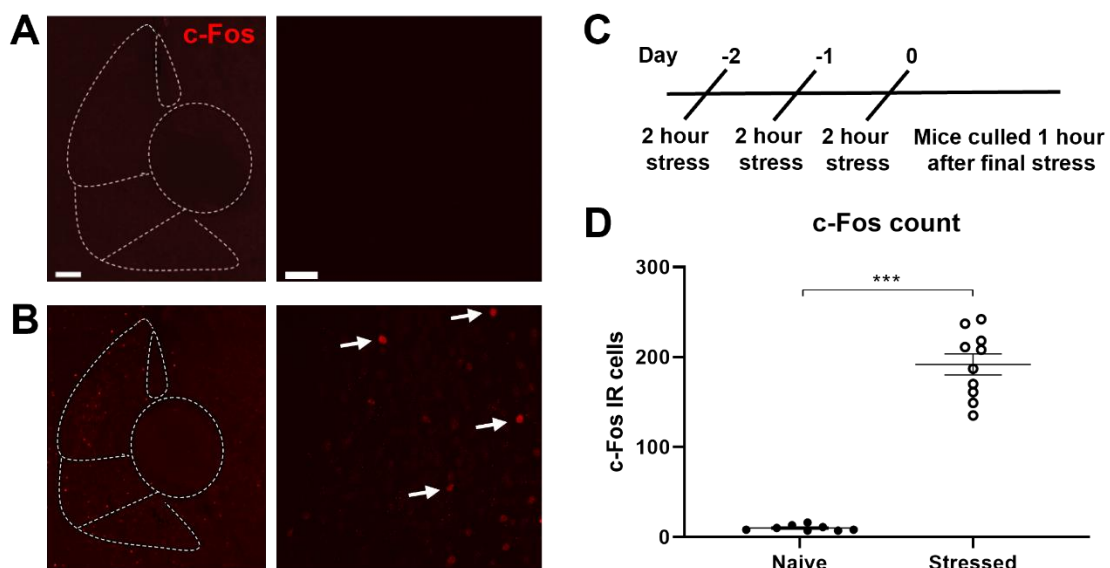 A
c-Fos
B
C
Day -2 -1 0
2 hour 2 hour 2 hour Mice culled 1 hour
stress stress stress after final stress
D
c-Fos count
c-Fos IR cells
300
200
100
0
***
Naive Stressed